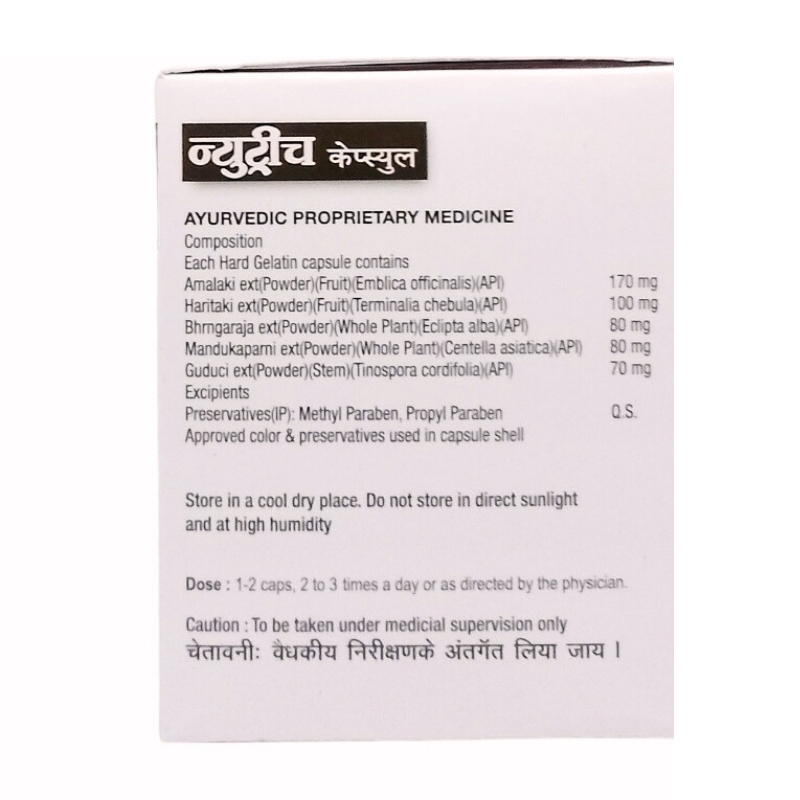 न्युट्रीच केप्स्युल
AYURVEDIC PROPRIETARY MEDICINE
Composition
Each Hard Gelatin capsule contains
Amalaki ext(Powder)(Fruit)(Emblica officinalis)(API) 170 mg
Haritaki ext(Powder)(Fruit)(Terminalia chebula)(API) 100 mg
Bhrngaraja ext(Powder)(Whole Plant)(Eclipta alba)(API) 80 mg
Mandukaparni ext(Powder)(Whole Plant)(Centella asiatica)(API) 80 mg
Guduci ext(Powder)(Stem)(Tinospora cordifolia)(API) 70 mg
Excipients
Preservatives(IP): Methyl Paraben, Propyl Paraben Q.S.
Approved color & preservatives used in capsule shell
Store in a cool dry place. Do not store in direct sunlight
and at high humidity
Dose : 1-2 caps, 2 to 3 times a day or as directed by the physician.
Caution : To be taken under medicial supervision only
चेतावनीः वैधकीय निरीक्षणके अंतर्गॅत लिया जाय ।